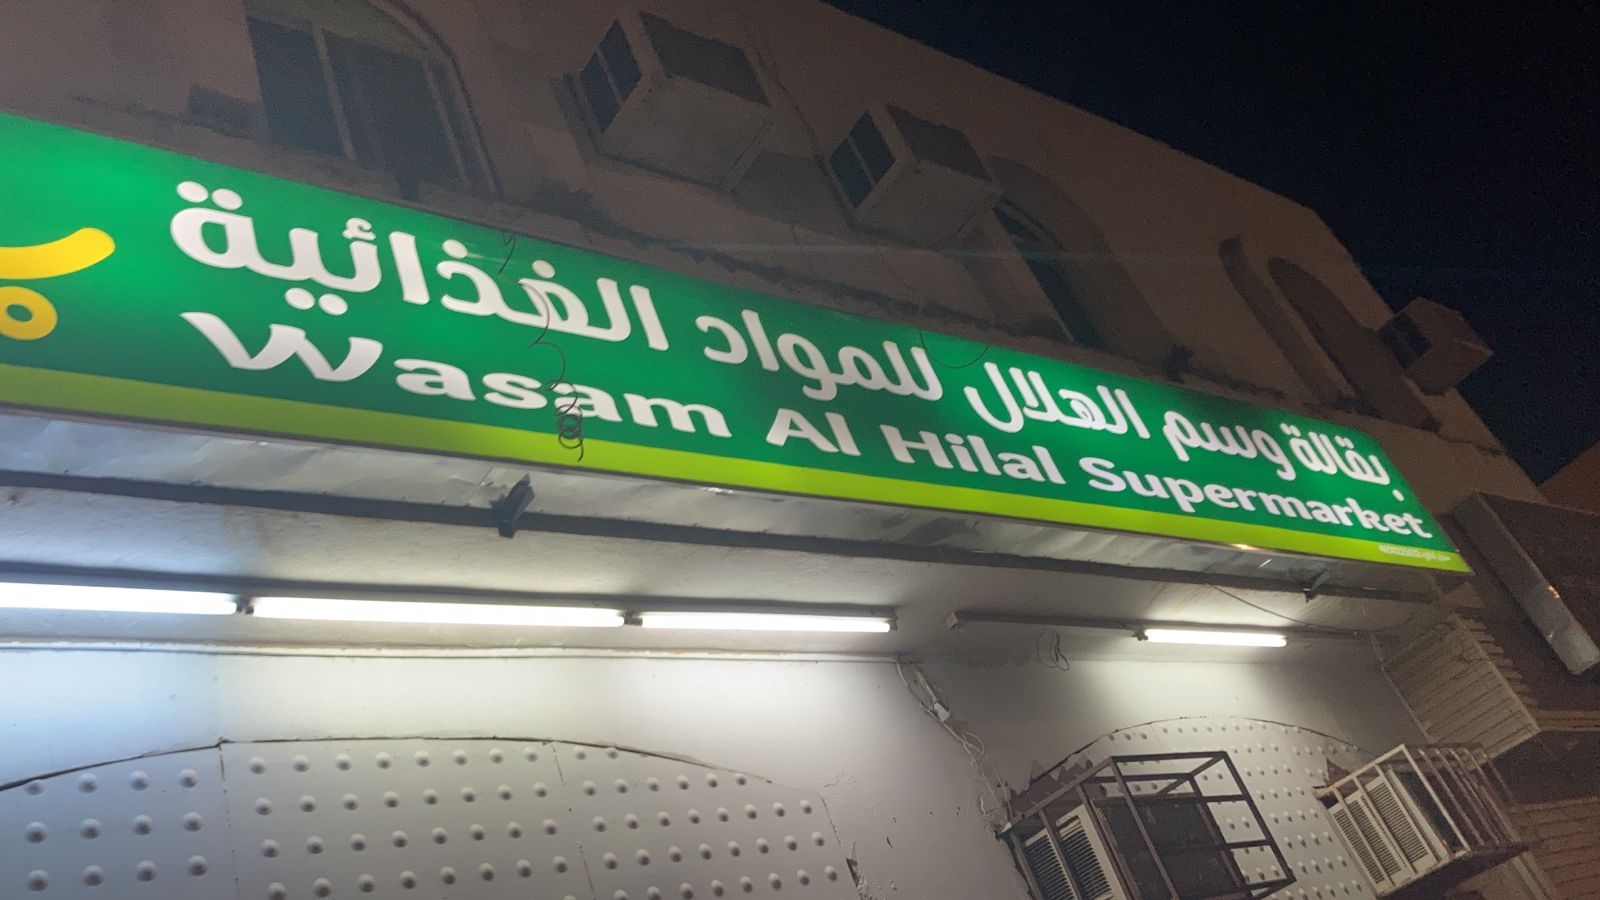 بقالة وسم الهلال للمواد الغذائية
Wasam Al Hilal Supermarket